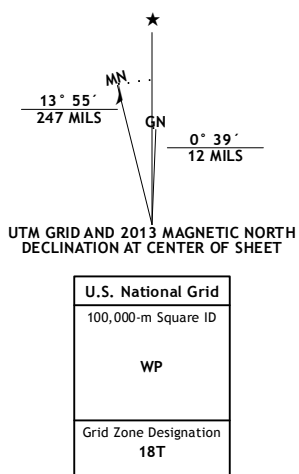 ★
MN
GN
13° 55´
247 MILS
0° 39´
12 MILS
UTM GRID AND 2013 MAGNETIC NORTH
DECLINATION AT CENTER OF SHEET
U.S. National Grid
100,000-m Square ID
WP
Grid Zone Designation
18T